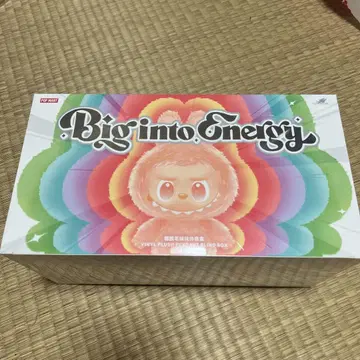 POP MART
Big into Energy
VINYL PLUSH PENDANT BLIND BOX